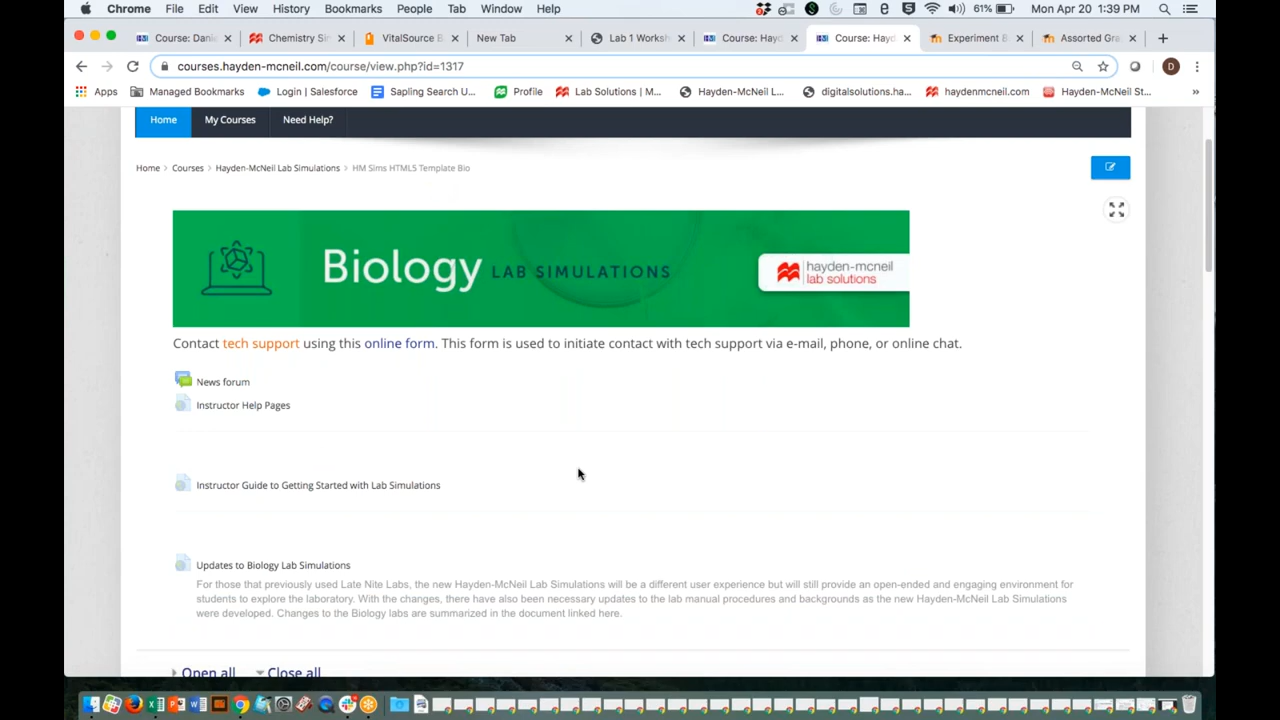 Chrome File Edit View History Bookmarks People Tab Window Help 61% Mon Apr 20 1:39 PM
Course: Dani Chemistry Si VitalSource B New Tab Lab 1 Worksh Course: Hayd Course: Hayd Experiment B Assorted Gra
courses.hayden-mcneil.com/course/view.php?id=1317 D
Apps Managed Bookmarks Login | Salesforce Sapling Search U... Profile Lab Solutions | M... Hayden-McNeil L... digitalsolutions.ha... haydenmcneil.com Hayden-McNeil St... »
Home My Courses Need Help?
Home > Courses > Hayden-McNeil Lab Simulations > HM Sims HTML5 Template Bio
Biology LAB SIMULATIONS
hayden-mcneil
lab solutions
Contact tech support using this online form. This form is used to initiate contact with tech support via e-mail, phone, or online chat.
News forum
Instructor Help Pages
Instructor Guide to Getting Started with Lab Simulations
Updates to Biology Lab Simulations
For those that previously used Late Nite Labs, the new Hayden-McNeil Lab Simulations will be a different user experience but will still provide an open-ended and engaging environment for
students to explore the laboratory. With the changes, there have also been necessary updates to the lab manual procedures and backgrounds as the new Hayden-McNeil Lab Simulations
were developed. Changes to the Biology labs are summarized in the document linked here.
Open all Close all